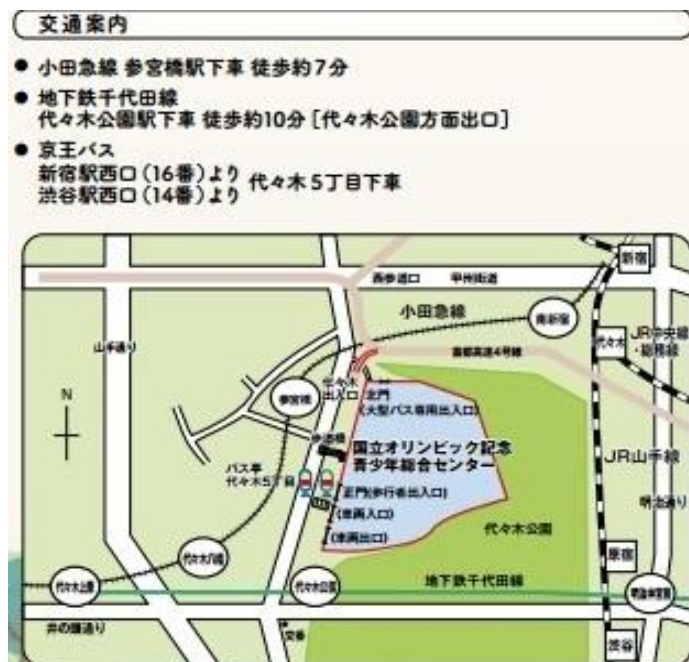 交通案内
● 小田急線 参宮橋駅下車 徒歩約7分
● 地下鉄千代田線
代々木公園駅下車 徒歩約10分 [代々木公園方面出口]
● 京王バス
新宿駅西口（16番）より
渋谷駅西口（14番）より
代々木5丁目下車
新宿
西参道口
甲州街道
小田急線
南新宿
代々木
JR中央線
・総武線
山手通り
首都高速4号線
代々木
出入口
北門
(大型バス専用出入口)
参宮橋
N
歩道橋
国立オリンピック記念
青少年総合センター
JR山手線
バス亭
代々木5丁目
正門(歩行者出入口)
明治通り
(車両入口)
代々木公園
(車両出口)
代々木八幡
原宿
代々木上原
代々木公園
地下鉄千代田線
明治神宮前
井の頭通り
交番
渋谷